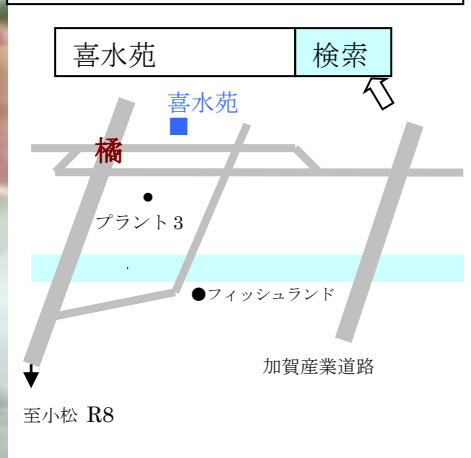 喜水苑 検索
喜水苑
橘
プラント3
フィッシュランド
加賀産業道路
至小松 R8